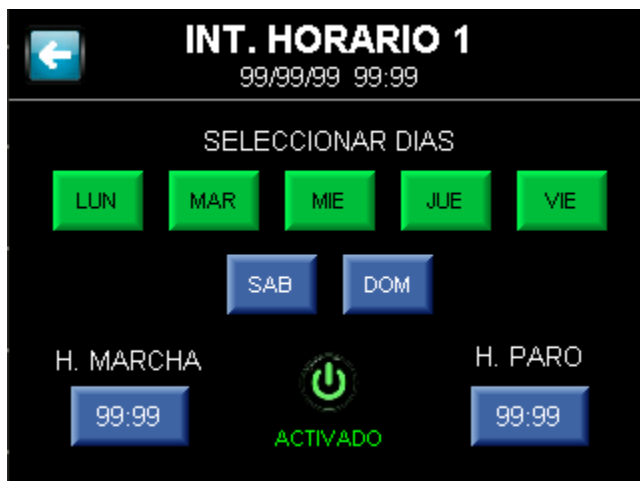 INT. HORARIO 1
99/99/99 99:99
SELECCIONAR DIAS
LUN MAR MIE JUE VIE
SAB DOM
H. MARCHA H. PARO
99:99 99:99
ACTIVADO